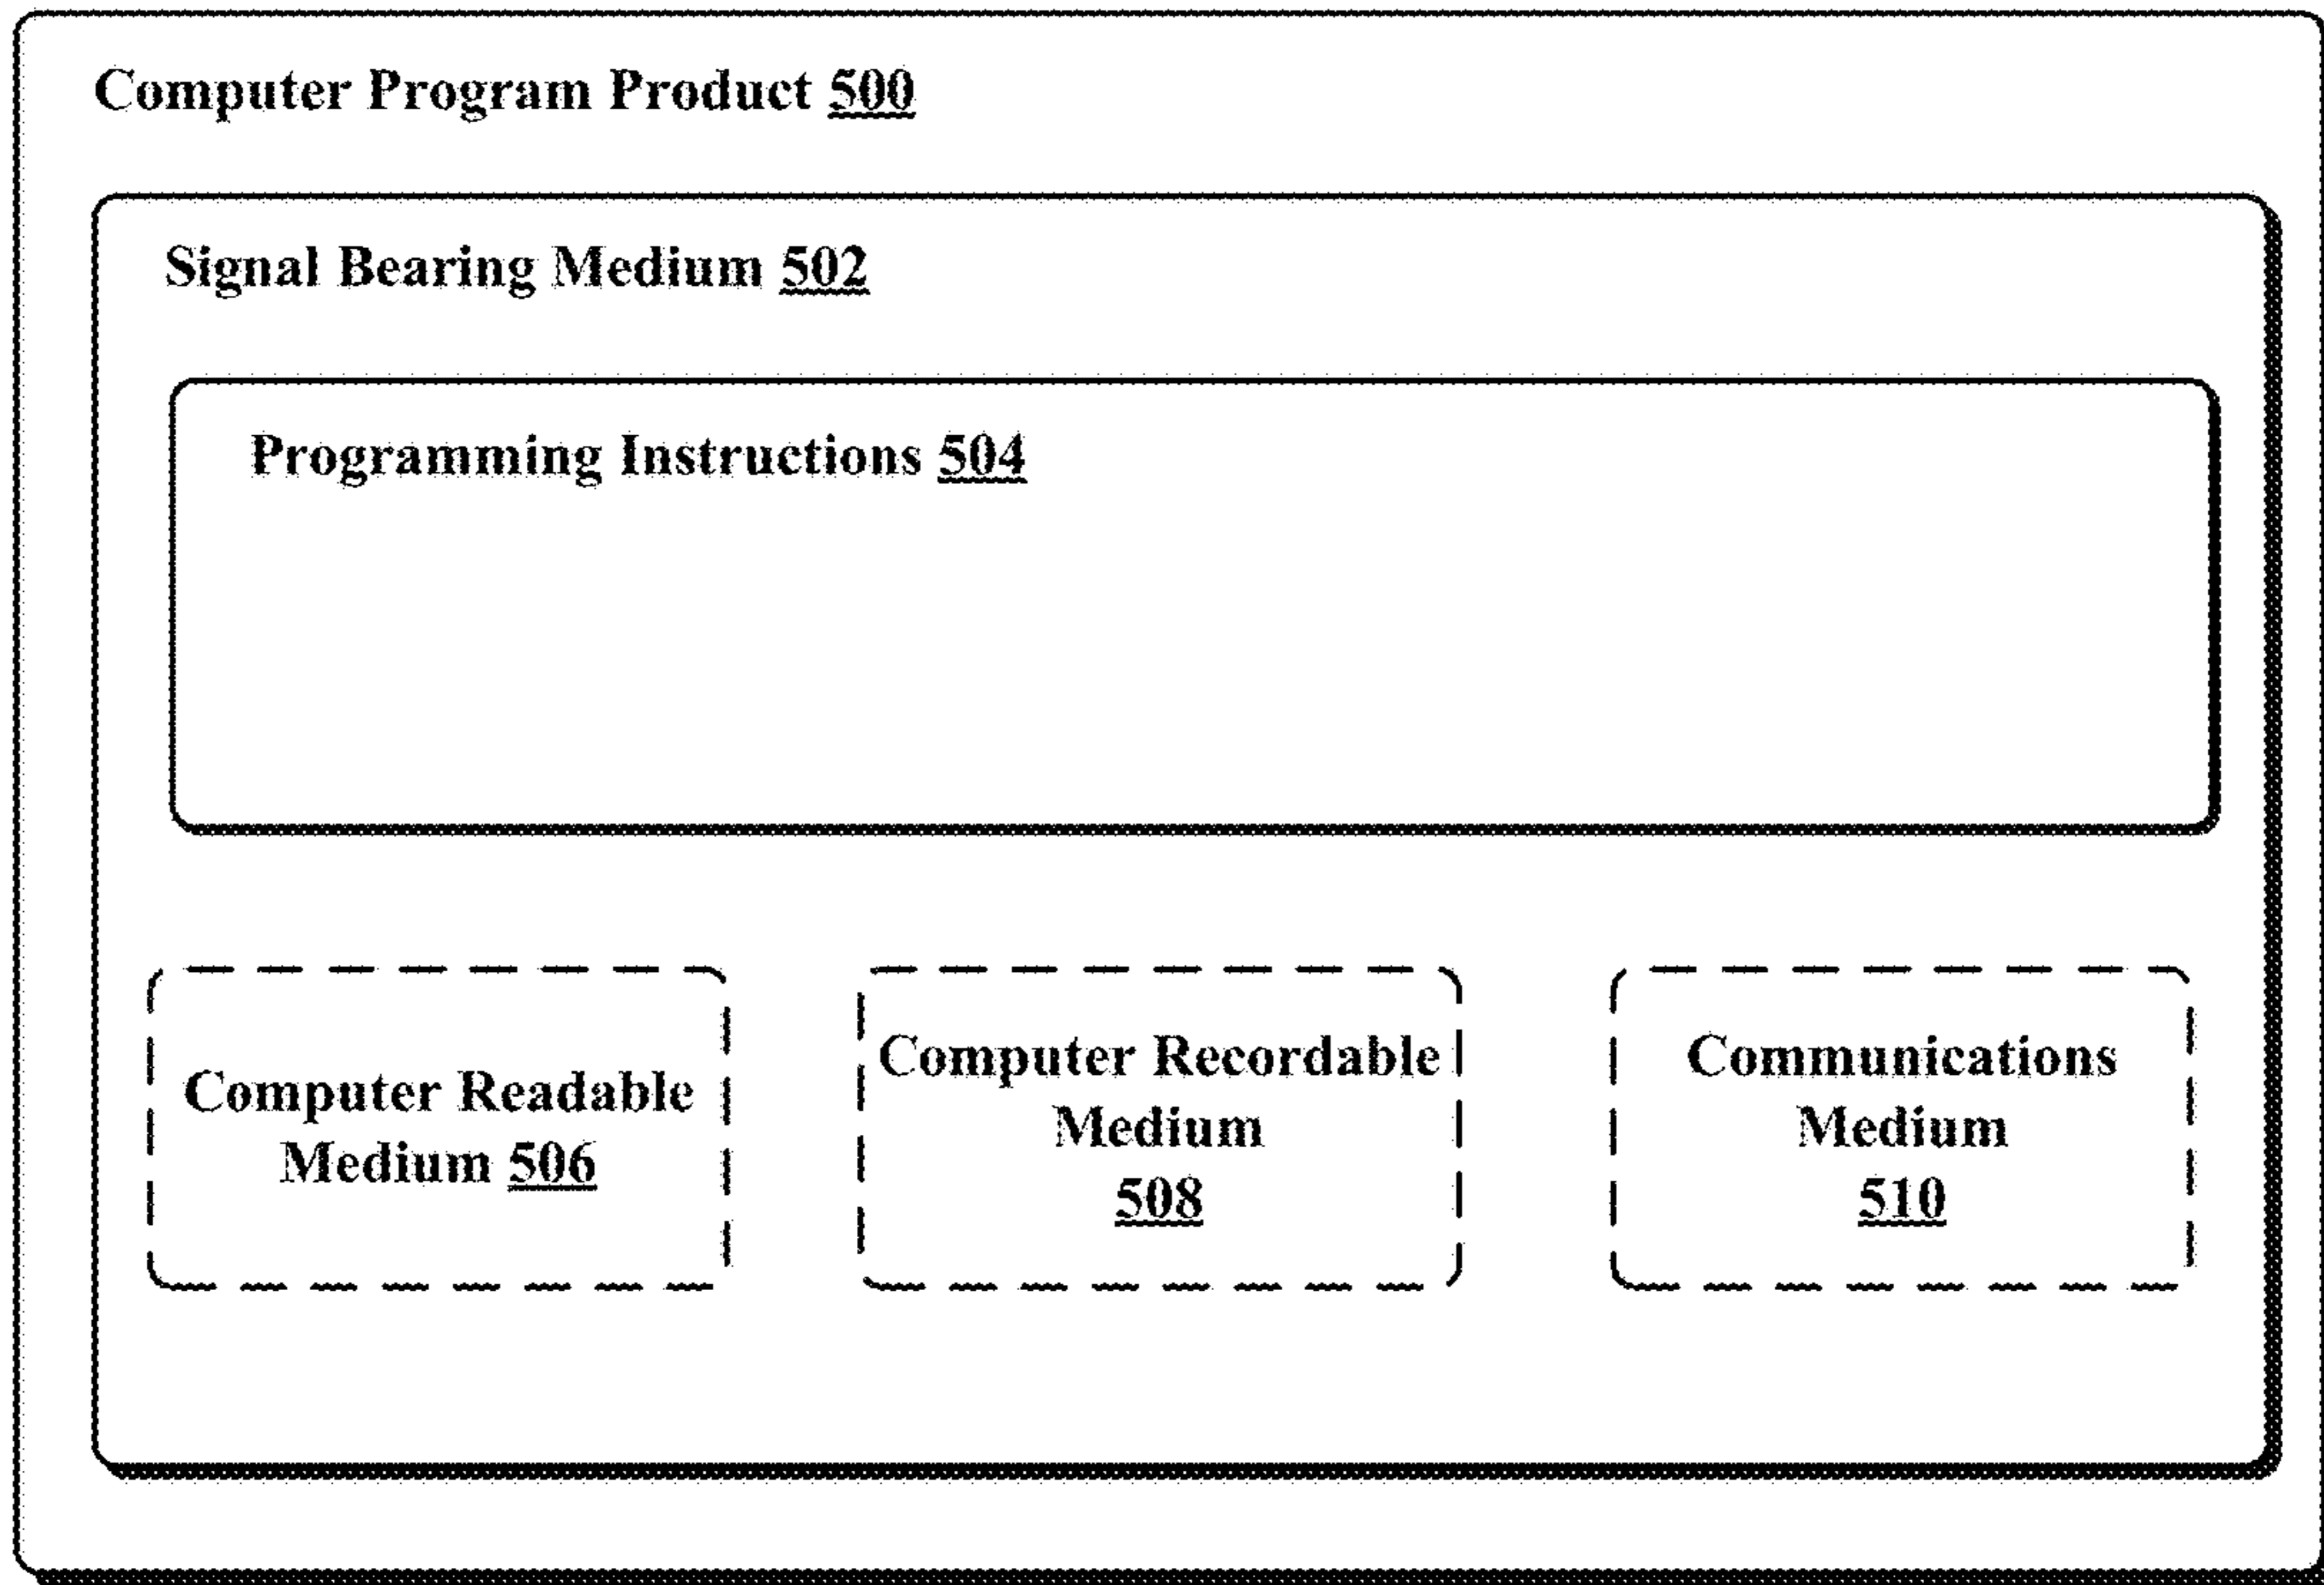 Computer Program Product 500
Signal Bearing Medium 502
Programming Instructions 504
Computer Readable
Medium 506
Computer Recordable
Medium
508
Communications
Medium
510